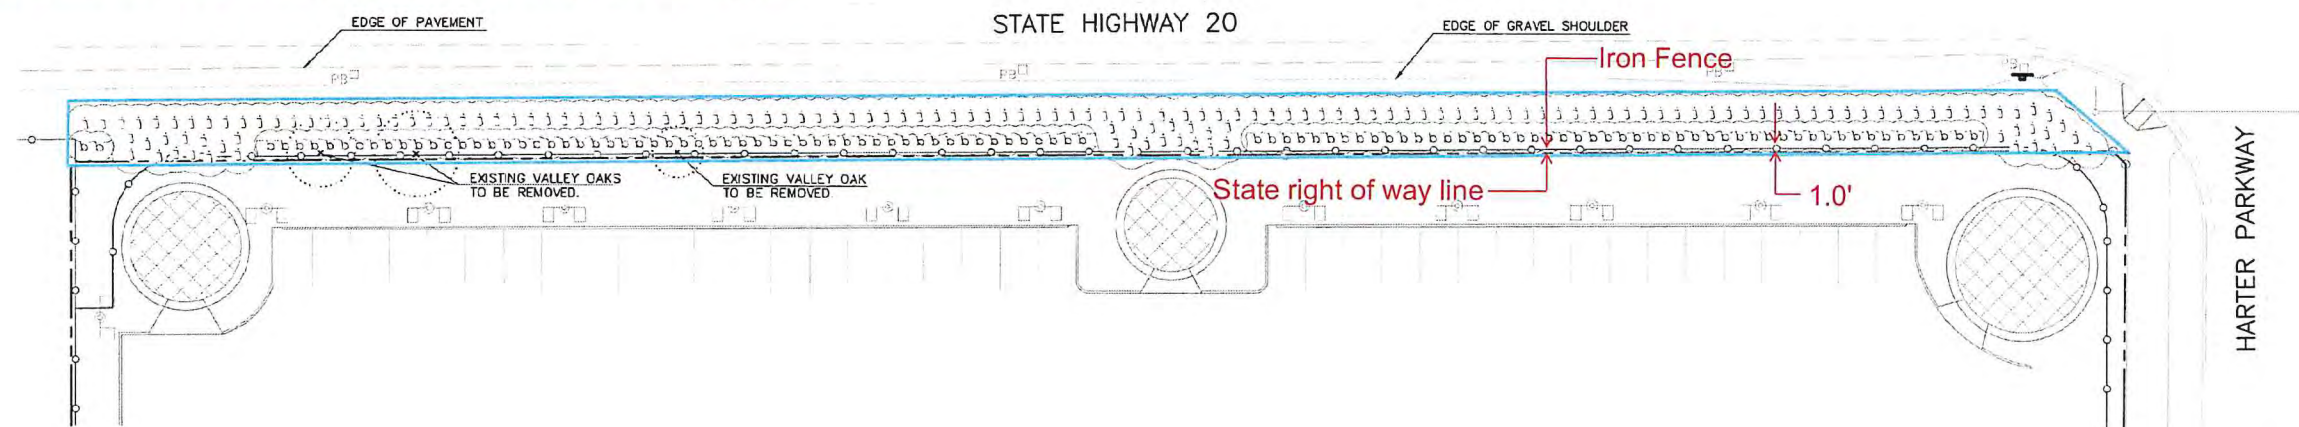 EDGE OF PAVEMENT
STATE HIGHWAY 20
EDGE OF GRAVEL SHOULDER
Iron Fence
PB
PB
PB
PB
EXISTING VALLEY OAKS
TO BE REMOVED.
EXISTING VALLEY OAK
TO BE REMOVED
State right of way line
1.0'
HARTER PARKWAY